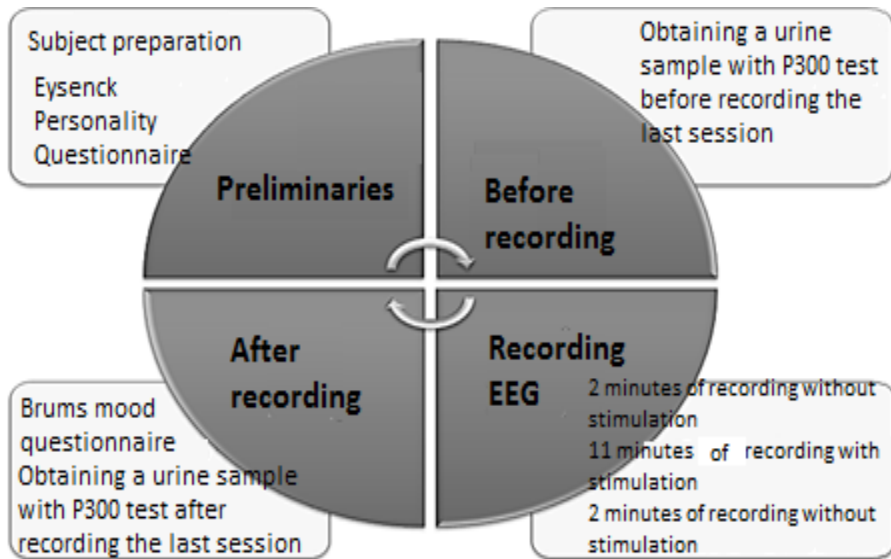 Subject preparation
Eysenck
Personality
Questionnaire
Preliminaries
Obtaining a urine
sample with P300 test
before recording the
last session
Before
recording
After
recording
Brums mood
questionnaire
Obtaining a urine sample
with P300 test after
recording the last session
Recording
EEG
2 minutes of recording without
stimulation
11 minutes of recording with
stimulation
2 minutes of recording without
stimulation